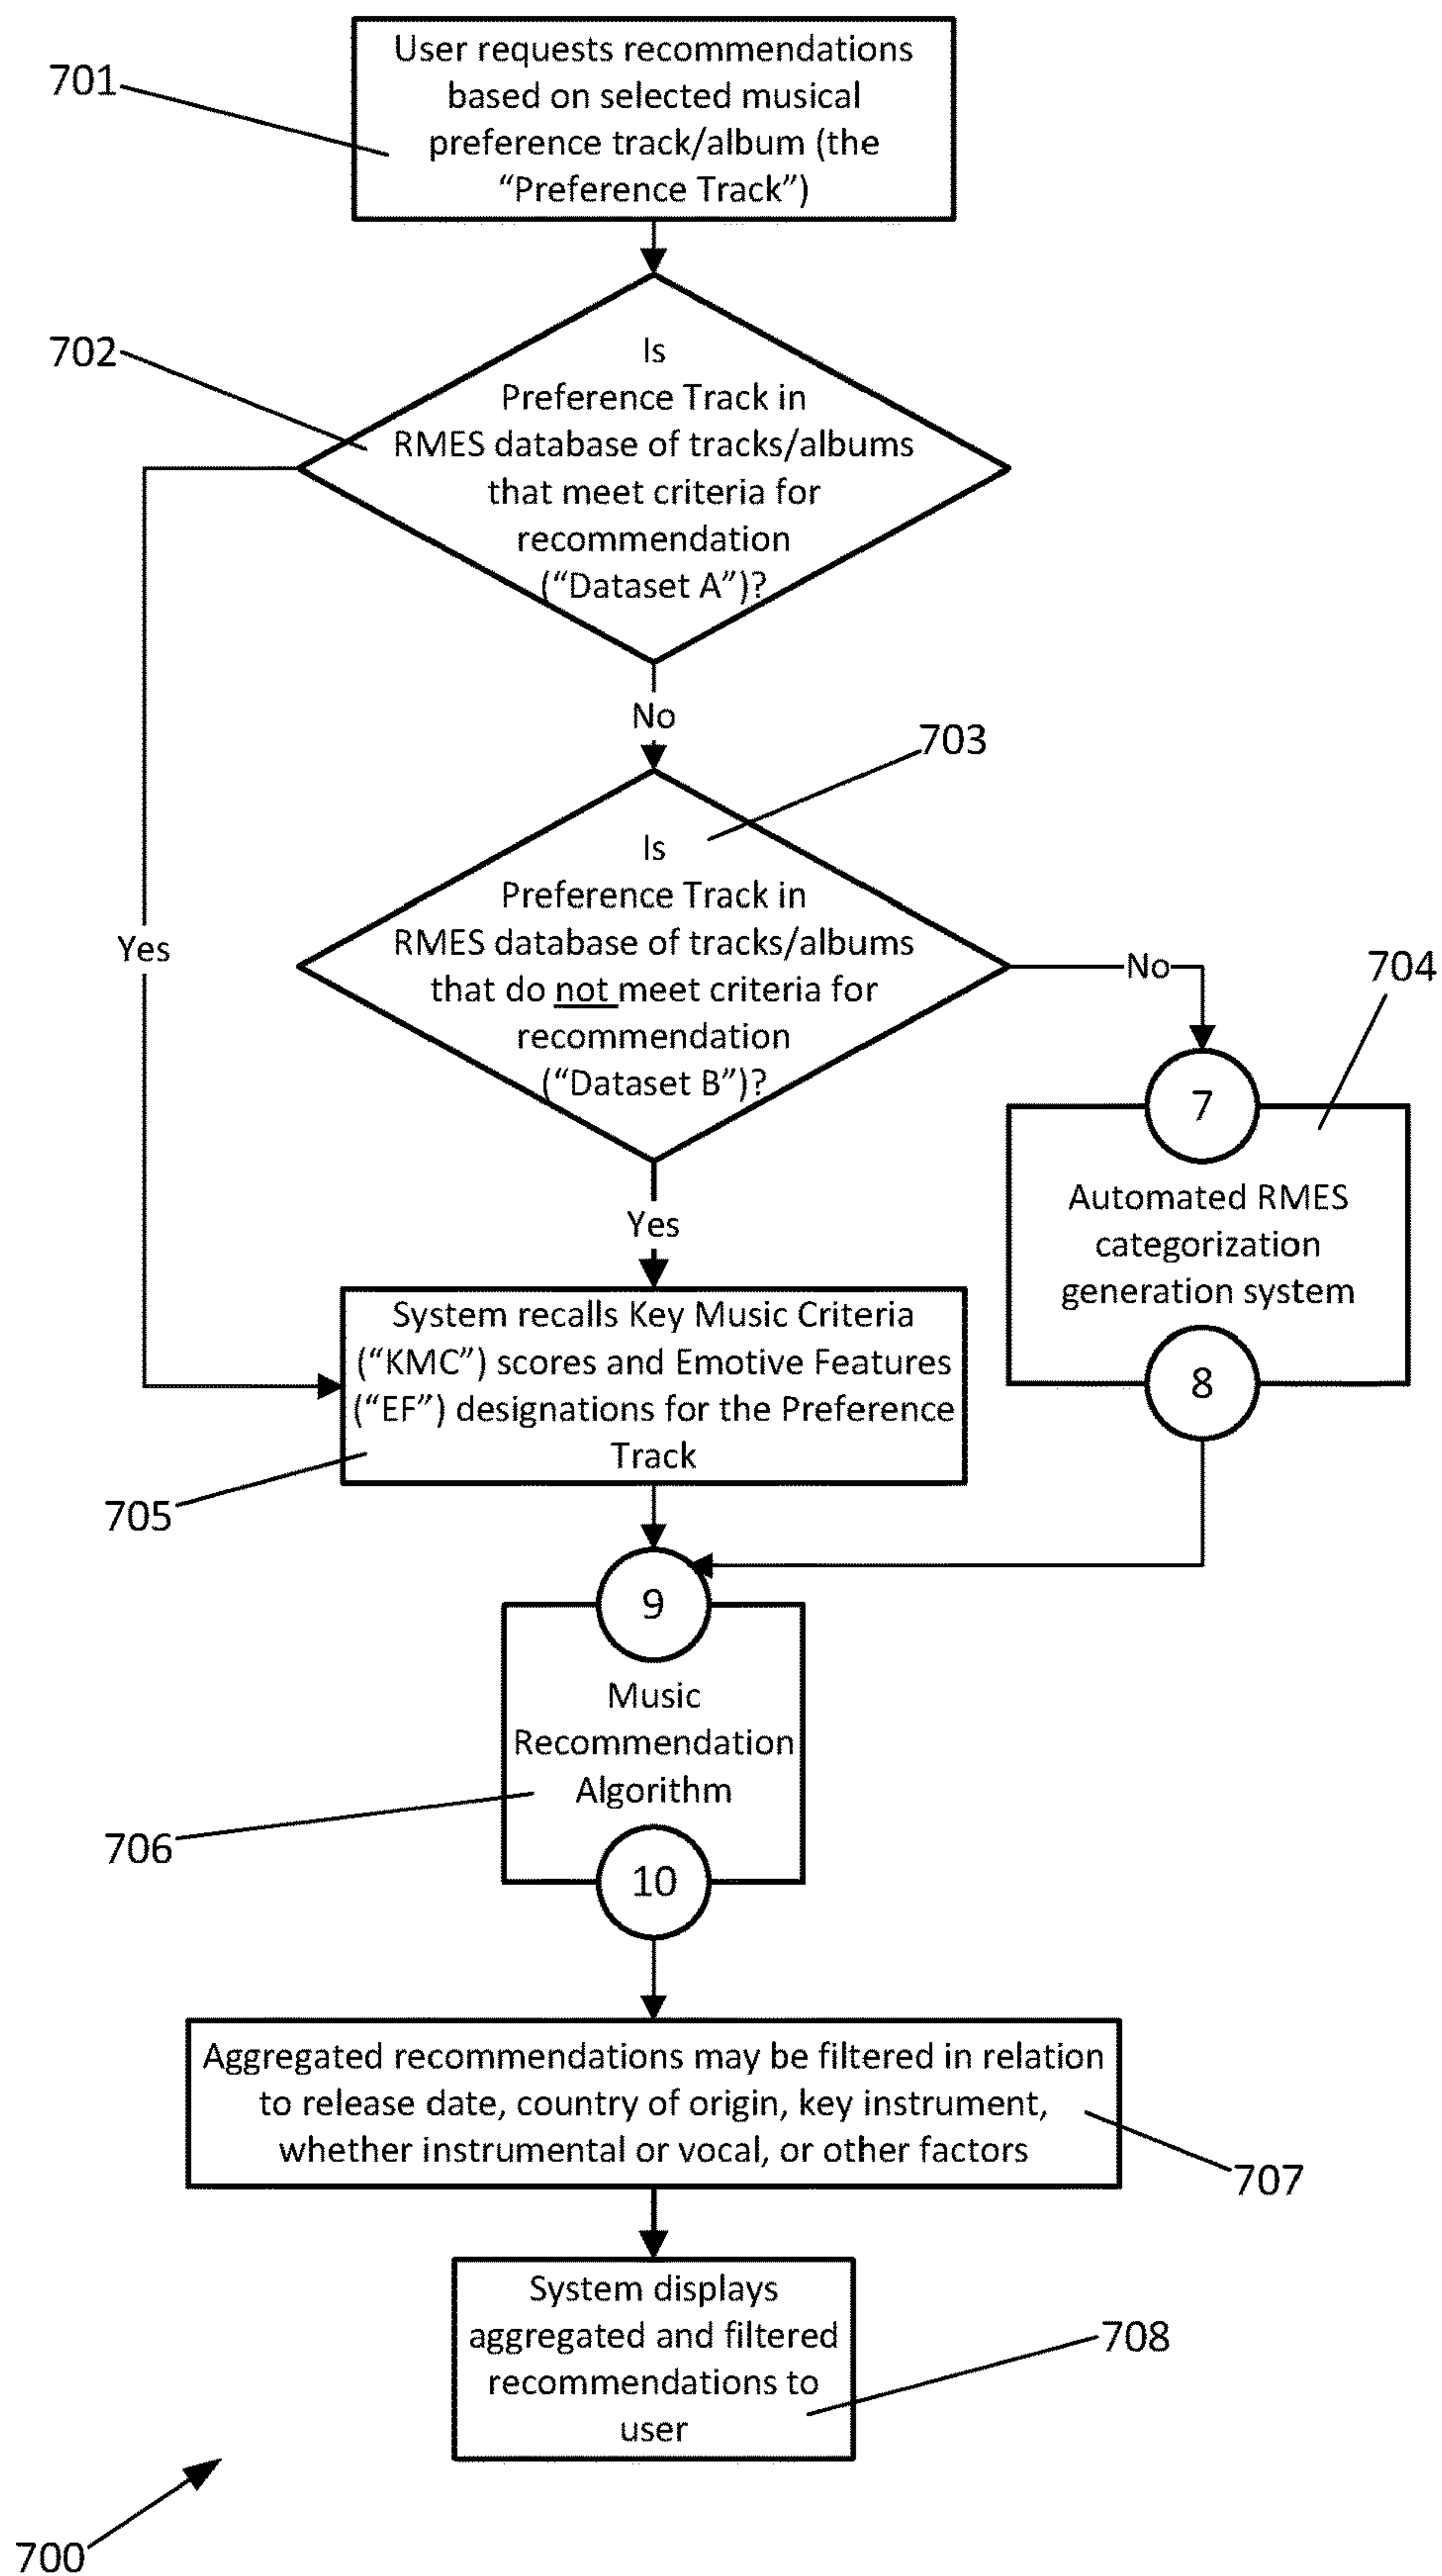 User requests recommendations
based on selected musical
preference track/album (the
“Preference Track”)
701
702
Is
Preference Track in
RMES database of tracks/albums
that meet criteria for
recommendation
(“Dataset A”)?
No
703
Is
Preference Track in
RMES database of tracks/albums
that do not meet criteria for
recommendation
(“Dataset B”)?
Yes
No
704
7
Automated RMES
categorization
generation system
8
Yes
System recalls Key Music Criteria
(“KMC”) scores and Emotive Features
(“EF”) designations for the Preference
Track
705
9
Music
Recommendation
Algorithm
706
10
Aggregated recommendations may be filtered in relation
to release date, country of origin, key instrument,
whether instrumental or vocal, or other factors
707
System displays
aggregated and filtered
recommendations to
user
708
700